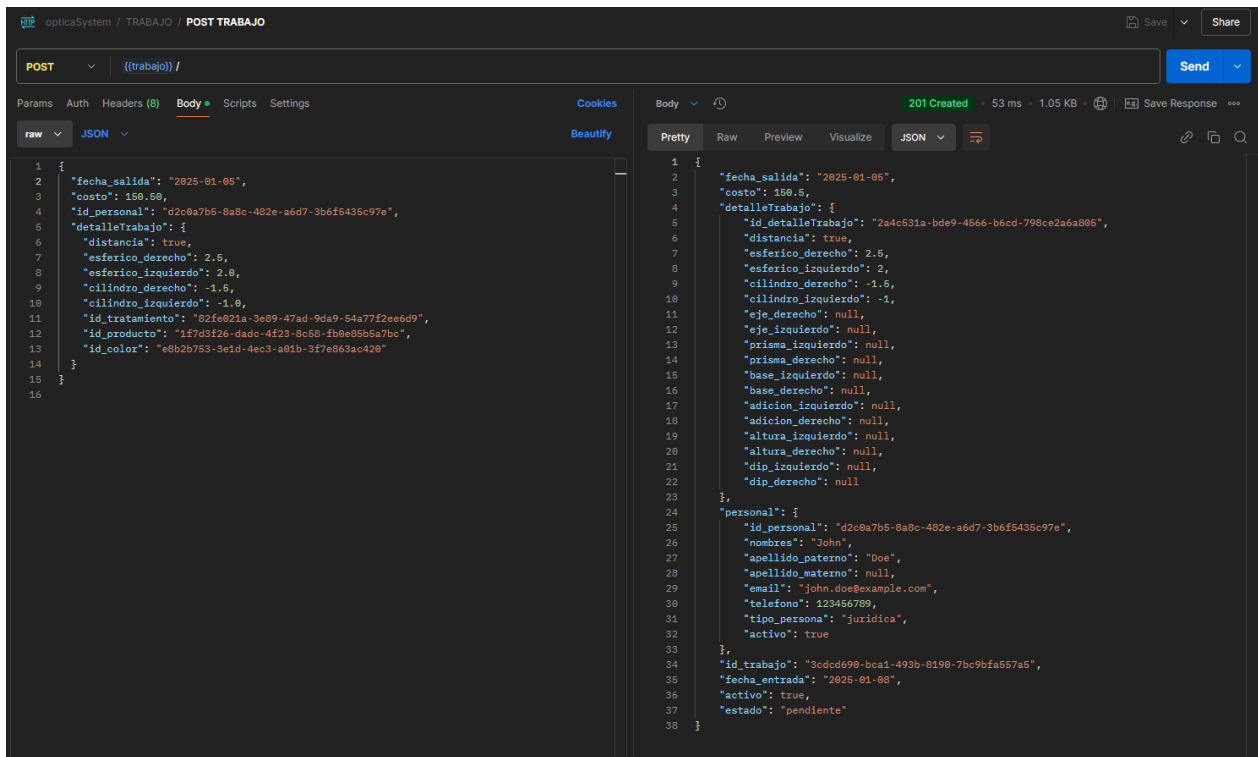 HTTP opticaSystem / TRABAJO / POST TRABAJO Save Share
POST {{trabajo}} / Send
Params Auth Headers (8) Body Scripts Settings Cookies
raw JSON Beautify
1 {
2 "fecha_salida": "2025-01-05",
3 "costo": 150.50,
4 "id_personal": "d2c0a7b5-8a8c-482e-a6d7-3b6f5435c97e",
5 "detalleTrabajo": {
6 "distancia": true,
7 "esferico_derecho": 2.5,
8 "esferico_izquierdo": 2.0,
9 "cilindro_derecho": -1.5,
10 "cilindro_izquierdo": -1.0,
11 "id_tratamiento": "82fe021a-3e89-47ad-9da9-54a77f2ee6d9",
12 "id_producto": "1f7d3f26-dadc-4f23-8c58-fb0e85b5a7bc",
13 "id_color": "e8b2b753-3e1d-4ec3-a01b-3f7e863ac420"
14 }
15 }
16
Body 201 Created 53 ms 1.05 KB e.g. Save Response
Pretty Raw Preview Visualize JSON
1 {
2 "fecha_salida": "2025-01-05",
3 "costo": 150.5,
4 "detalleTrabajo": {
5 "id_detalleTrabajo": "2a4c531a-bde9-4566-b6cd-798ce2a6a805",
6 "distancia": true,
7 "esferico_derecho": 2.5,
8 "esferico_izquierdo": 2,
9 "cilindro_derecho": -1.5,
10 "cilindro_izquierdo": -1,
11 "eje_derecho": null,
12 "eje_izquierdo": null,
13 "prisma_izquierdo": null,
14 "prisma_derecho": null,
15 "base_izquierdo": null,
16 "base_derecho": null,
17 "adicion_izquierdo": null,
18 "adicion_derecho": null,
19 "altura_izquierdo": null,
20 "altura_derecho": null,
21 "dip_izquierdo": null,
22 "dip_derecho": null
23 },
24 "personal": {
25 "id_personal": "d2c0a7b5-8a8c-482e-a6d7-3b6f5435c97e",
26 "nombres": "John",
27 "apellido_paterno": "Doe",
28 "apellido_materno": null,
29 "email": "john.doe@example.com",
30 "telefono": 123456789,
31 "tipo_persona": "juridica",
32 "activo": true
33 },
34 "id_trabajo": "3cdcd690-bca1-493b-8190-7bc9bfa557a5",
35 "fecha_entrada": "2025-01-08",
36 "activo": true,
37 "estado": "pendiente"
38 }